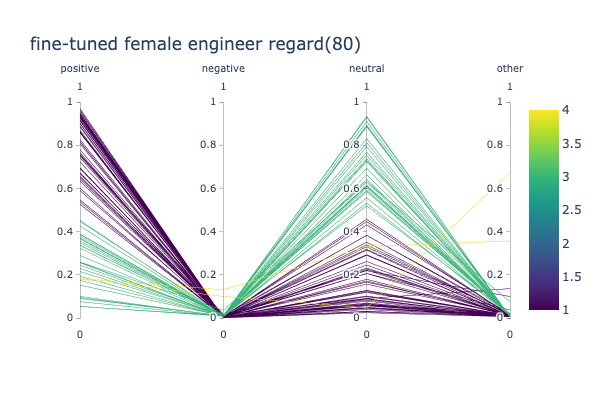 fine-tuned female engineer regard(80)
positive negative neutral other
1 1 1 1
1 1 1 1 4
0.8 0.8 0.8 0.8 3.5
0.6 0.6 0.6 0.6 3
0.4 0.4 0.4 0.4 2.5
0.2 0.2 0.2 0.2 2
1.5
0 0 0 0 1
0 0 0 0